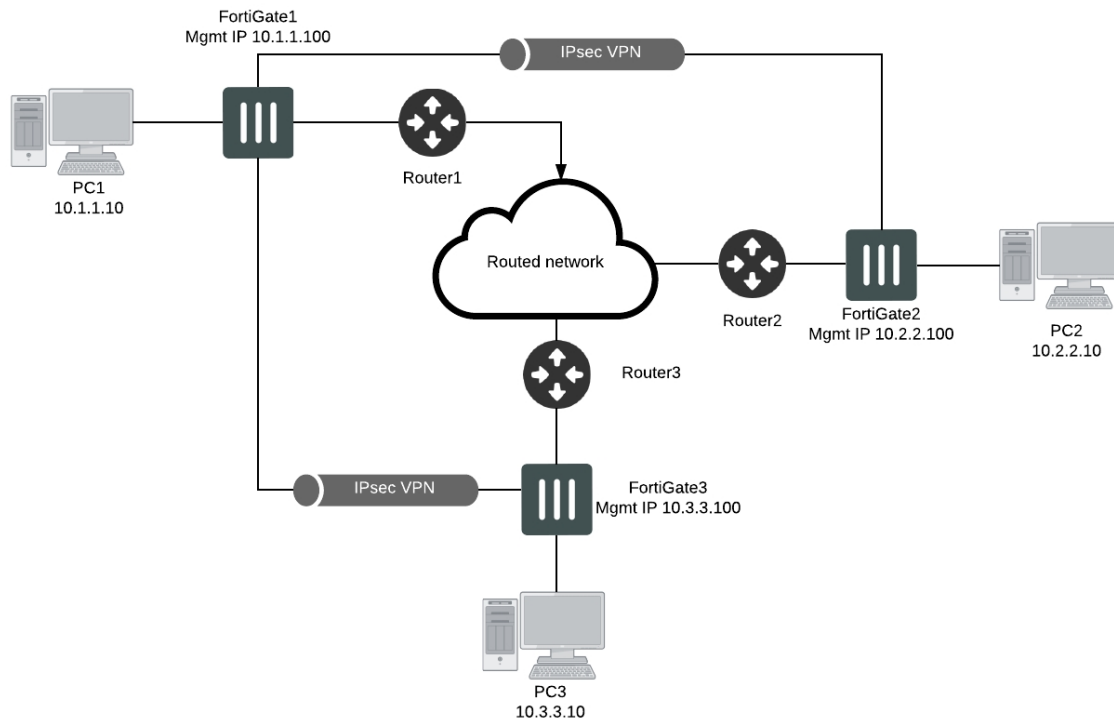 FortiGate1
Mgmt IP 10.1.1.100
IPsec VPN
PC1
10.1.1.10
Router1
Routed network
Router2
FortiGate2
Mgmt IP 10.2.2.100
PC2
10.2.2.10
Router3
IPsec VPN
FortiGate3
Mgmt IP 10.3.3.100
PC3
10.3.3.10